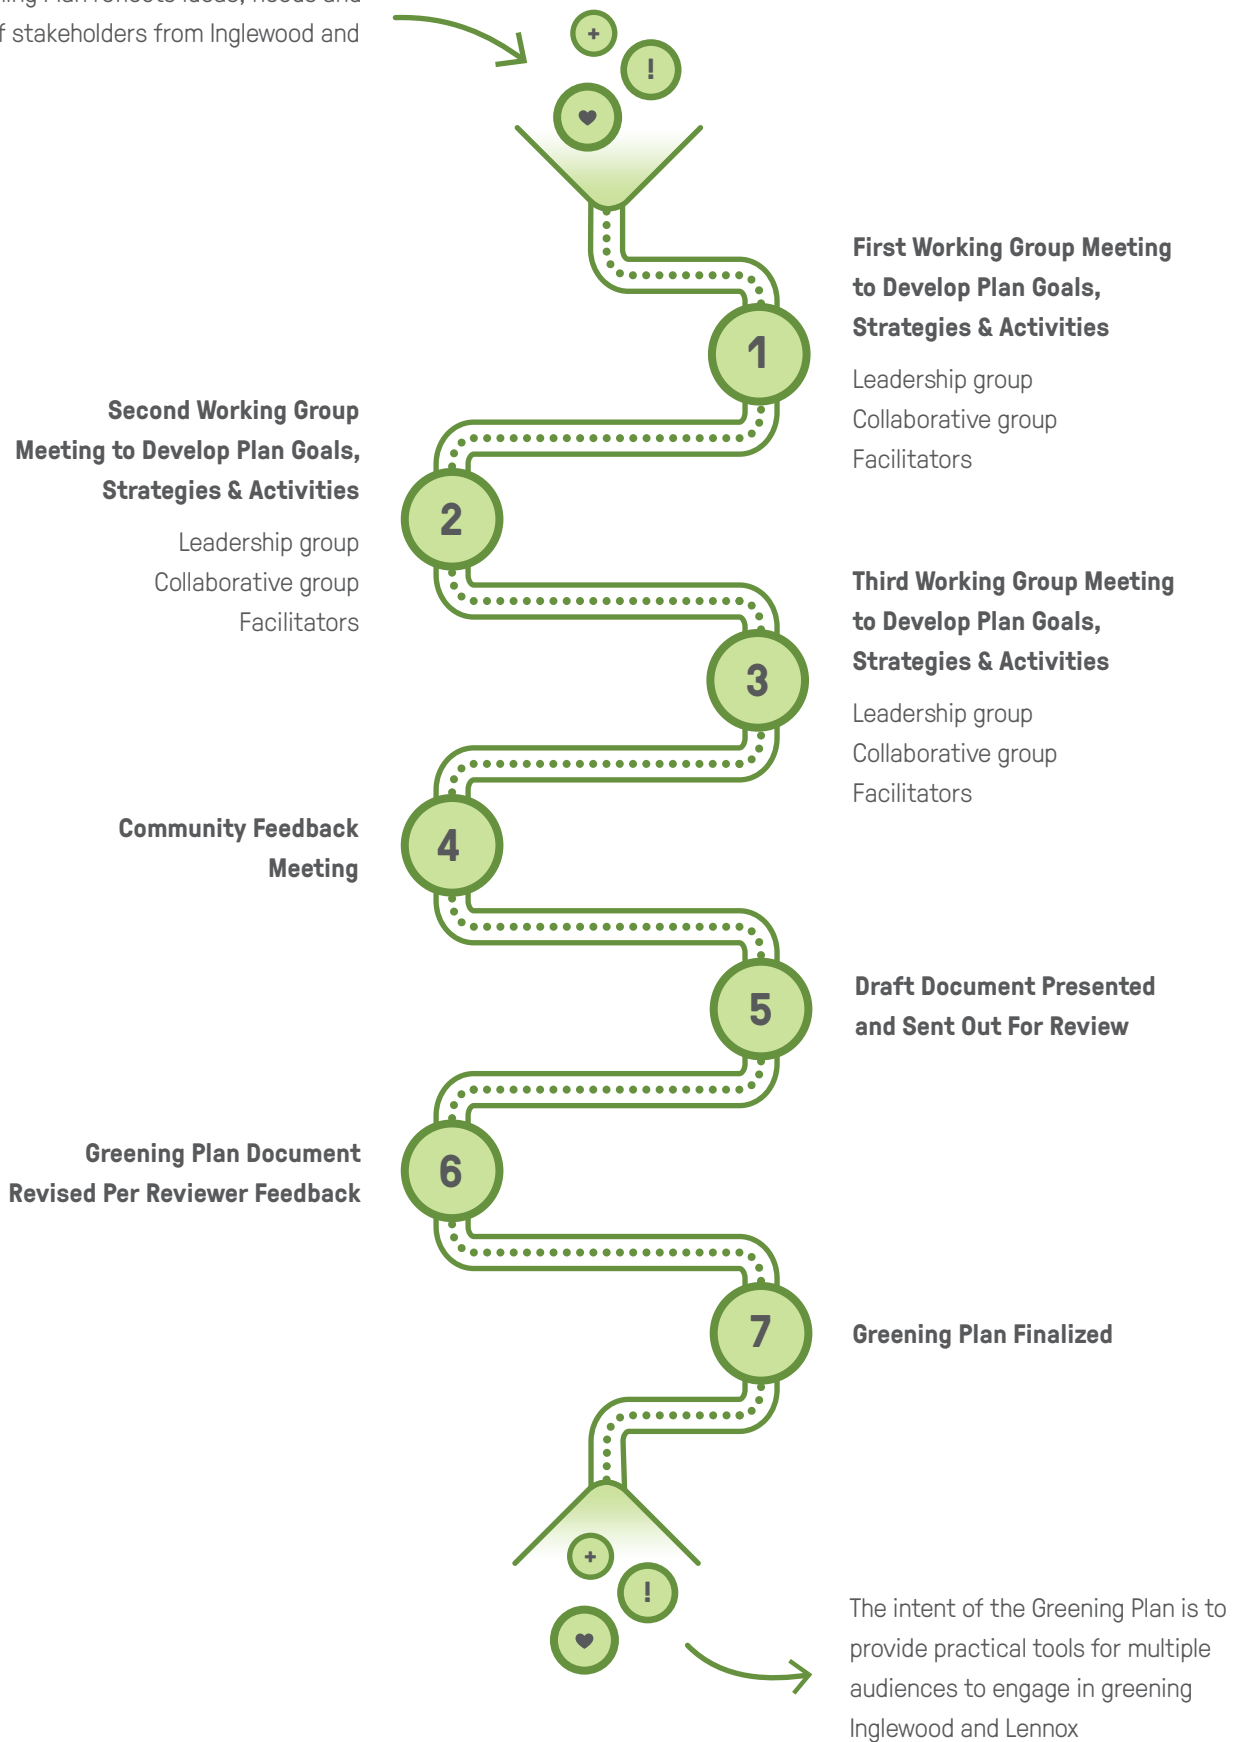 Plan reflects ideas, needs and
stakeholders from Inglewood and
+
!
First Working Group Meeting
to Develop Plan Goals,
Strategies & Activities
Leadership group
Collaborative group
Facilitators
1
Second Working Group
Meeting to Develop Plan Goals,
Strategies & Activities
Leadership group
Collaborative group
Facilitators
2
Third Working Group Meeting
to Develop Plan Goals,
Strategies & Activities
Leadership group
Collaborative group
Facilitators
3
Community Feedback
Meeting
4
Draft Document Presented
and Sent Out For Review
5
Greening Plan Document
Revised Per Reviewer Feedback
6
Greening Plan Finalized
7
+
!
The intent of the Greening Plan is to
provide practical tools for multiple
audiences to engage in greening
Inglewood and Lennox